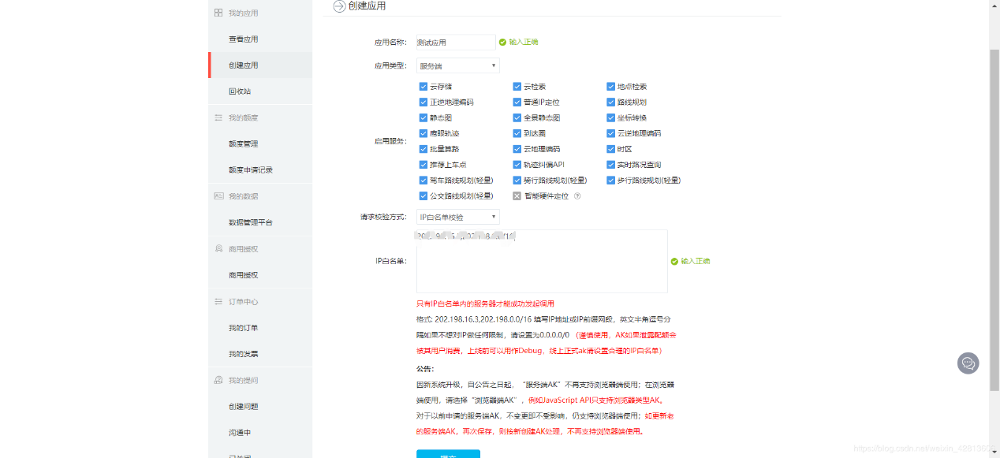 我的应用
查看应用
创建应用
回收站
我的额度
额度管理
额度申请记录
我的数据
数据管理平台
商用授权
商用授权
订单中心
我的订单
我的发票
我的提问
创建问题
沟通中
已关闭
创建应用
应用名称： 测试应用 输入正确
应用类型： 服务端
启用服务：
云存储 云检索 地点检索
正逆地理编码 普通IP定位 路线规划
静态图 全景静态图 坐标转换
鹰眼轨迹 到达圈 云逆地理编码
批量算路 云地理编码 时区
推荐上车点 轨迹纠偏API 实时路况查询
驾车路线规划(轻量) 骑行路线规划(轻量) 步行路线规划(轻量)
公交路线规划(轻量) 智能硬件定位
请求校验方式： IP白名单校验
IP白名单： 输入正确
只有IP白名单内的服务器才能成功发起调用
格式: 202.198.16.3,202.198.0.0/16 填写IP地址或IP前缀网段，英文半角逗号分
隔如果不想对IP做任何限制，请设置为0.0.0.0/0 （谨慎使用，AK如果泄露配额会
被其用户消费，上线前可以用作Debug，线上正式ak请设置合理的IP白名单）
公告：
因新系统升级，自公告之日起，“服务端AK”不再支持浏览器端使用；在浏览器
端使用，请选择“浏览器端AK”，例如JavaScript API只支持浏览器类型AK。
对于以前申请的服务端AK，不变更即不受影响，仍支持浏览器端使用；如更新老
的服务端AK，再次保存，则按新创建AK处理，不再支持浏览器端使用。
提交